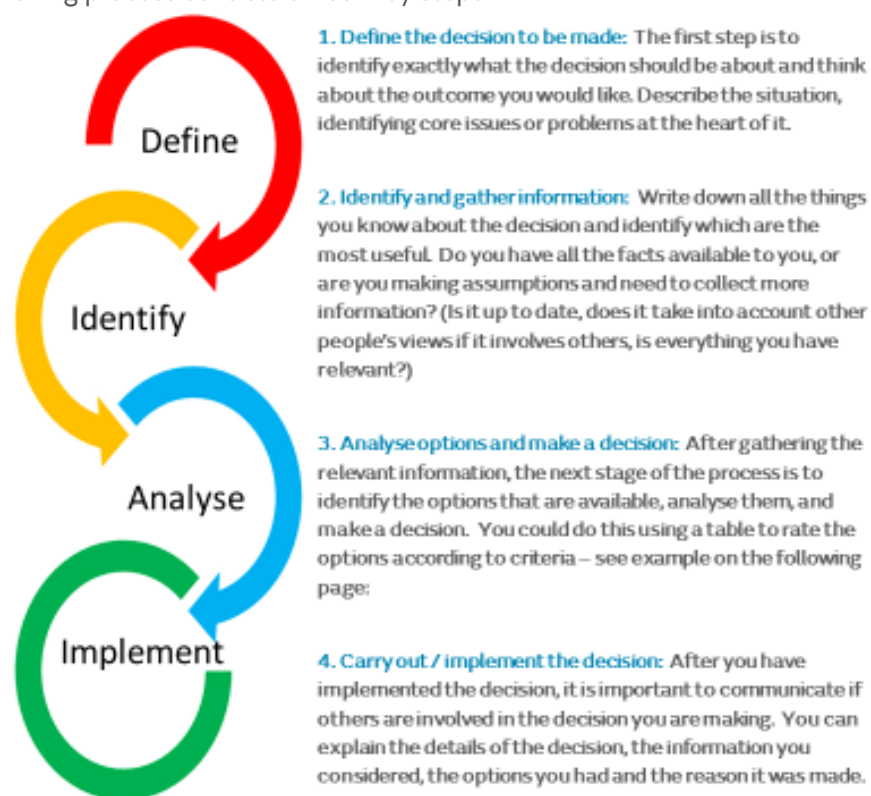 Define
1. Define the decision to be made: The first step is to
identify exactly what the decision should be about and think
about the outcome you would like. Describe the situation,
identifying core issues or problems at the heart of it.
Identify
2. Identify and gather information: Write down all the things
you know about the decision and identify which are the
most useful. Do you have all the facts available to you, or
are you making assumptions and need to collect more
information? (Is it up to date, does it take into account other
people's views if it involves others, is everything you have
relevant?)
Analyse
3. Analyse options and make a decision: After gathering the
relevant information, the next stage of the process is to
identify the options that are available, analyse them, and
make a decision. You could do this using a table to rate the
options according to criteria – see example on the following
page:
Implement
4. Carry out / implement the decision: After you have
implemented the decision, it is important to communicate if
others are involved in the decision you are making. You can
explain the details of the decision, the information you
considered, the options you had and the reason it was made.